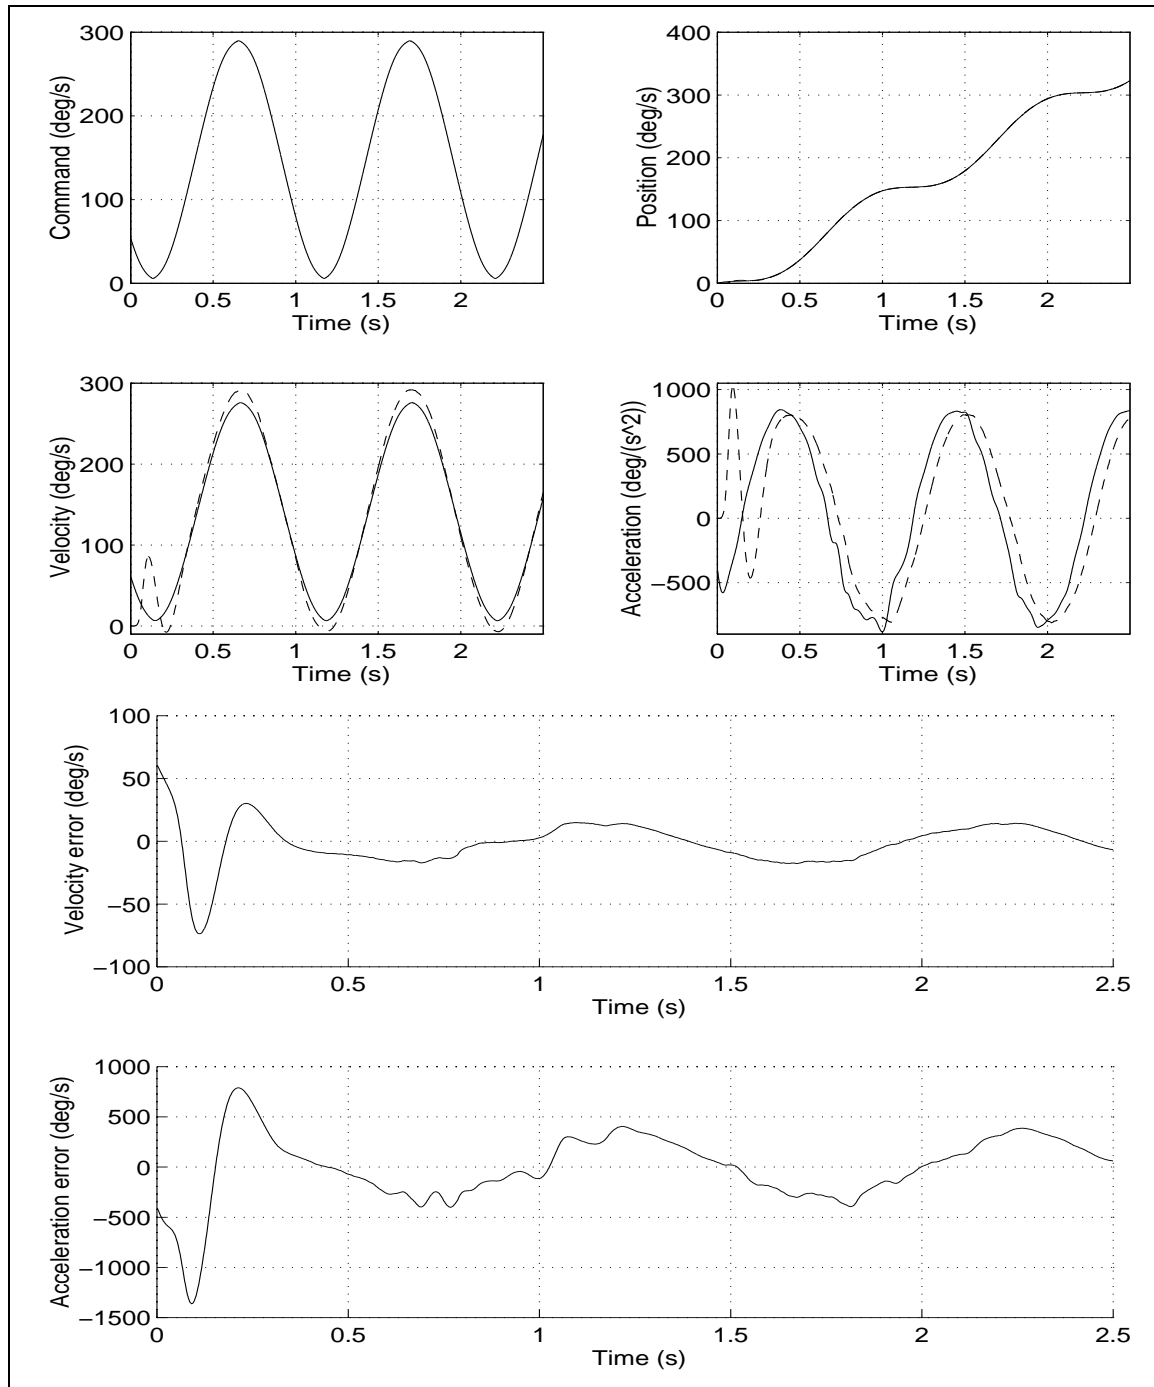 Command (deg/s)
300
200
100
0
0 0.5 1 1.5 2
Time (s)
Position (deg/s)
400
300
200
100
0
0 0.5 1 1.5 2
Time (s)
Velocity (deg/s)
300
200
100
0
0 0.5 1 1.5 2
Time (s)
Acceleration (deg/(s^2))
1000
500
0
−500
0 0.5 1 1.5 2
Time (s)
Velocity error (deg/s)
100
50
0
−50
−100
0 0.5 1 1.5 2 2.5
Time (s)
Acceleration error (deg/s)
1000
500
0
−500
−1000
−1500
0 0.5 1 1.5 2 2.5
Time (s)